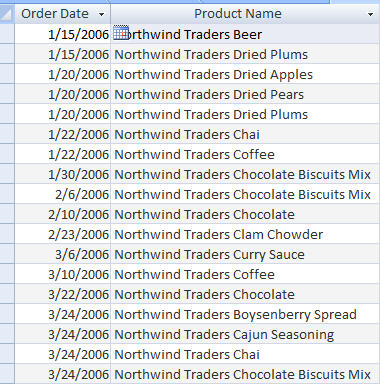 Order Date Product Name
1/15/2006 Northwind Traders Beer
1/15/2006 Northwind Traders Dried Plums
1/20/2006 Northwind Traders Dried Apples
1/20/2006 Northwind Traders Dried Pears
1/20/2006 Northwind Traders Dried Plums
1/22/2006 Northwind Traders Chai
1/22/2006 Northwind Traders Coffee
1/30/2006 Northwind Traders Chocolate Biscuits Mix
2/6/2006 Northwind Traders Chocolate Biscuits Mix
2/10/2006 Northwind Traders Chocolate
2/23/2006 Northwind Traders Clam Chowder
3/6/2006 Northwind Traders Curry Sauce
3/10/2006 Northwind Traders Coffee
3/22/2006 Northwind Traders Chocolate
3/24/2006 Northwind Traders Boysenberry Spread
3/24/2006 Northwind Traders Cajun Seasoning
3/24/2006 Northwind Traders Chai
3/24/2006 Northwind Traders Chocolate Biscuits Mix